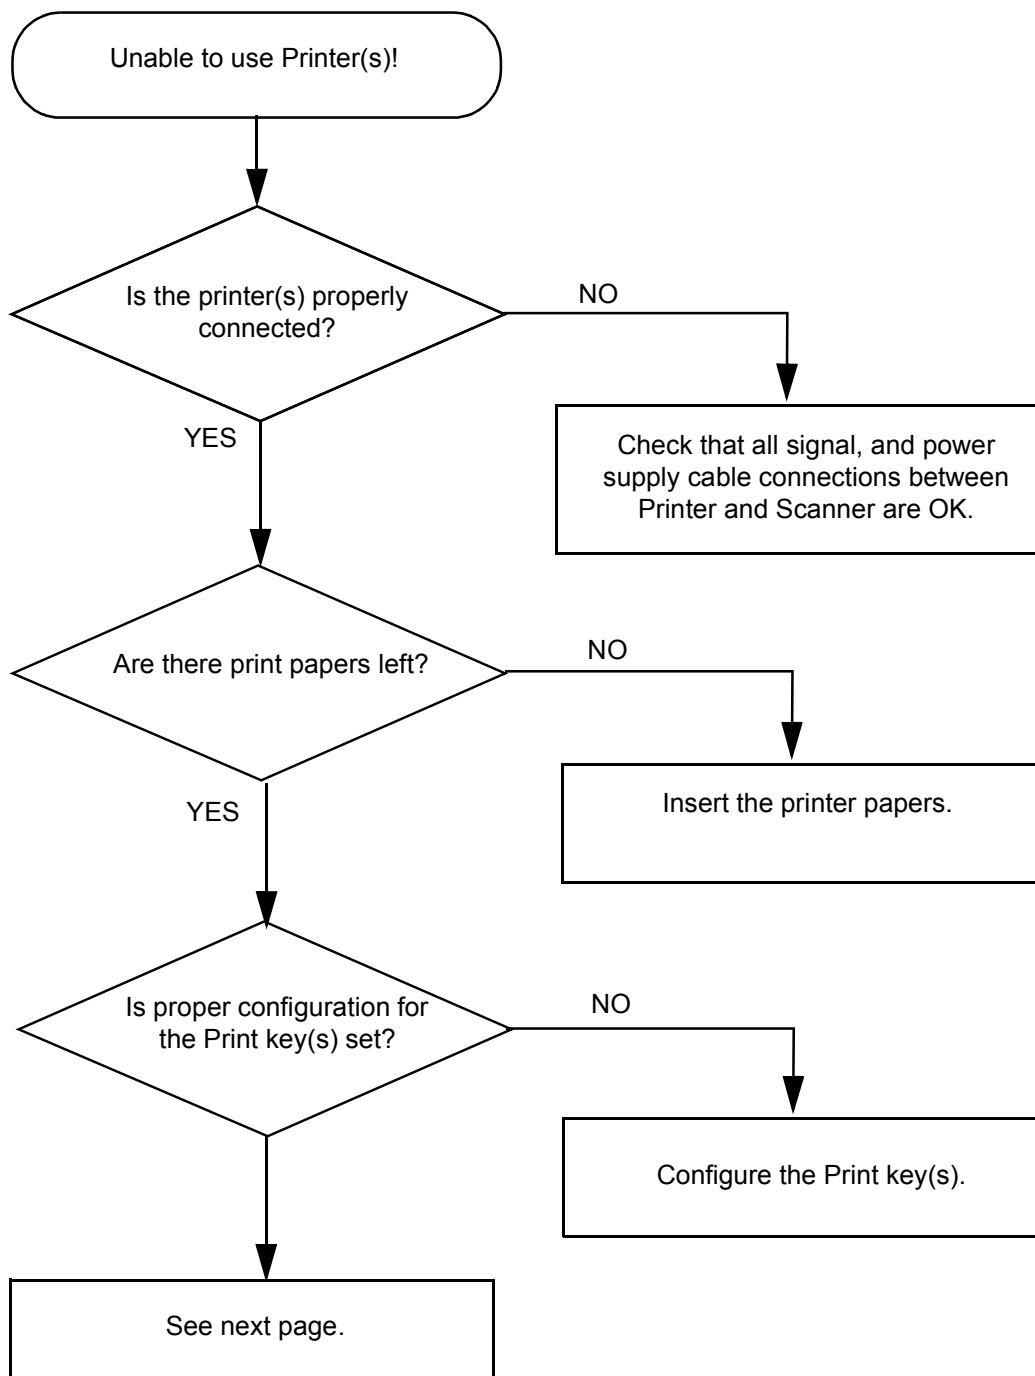 Unable to use Printer(s)!
Is the printer(s) properly
connected?
NO
YES
Check that all signal, and power
supply cable connections between
Printer and Scanner are OK.
Are there print papers left?
NO
YES
Insert the printer papers.
Is proper configuration for
the Print key(s) set?
NO
Configure the Print key(s).
See next page.